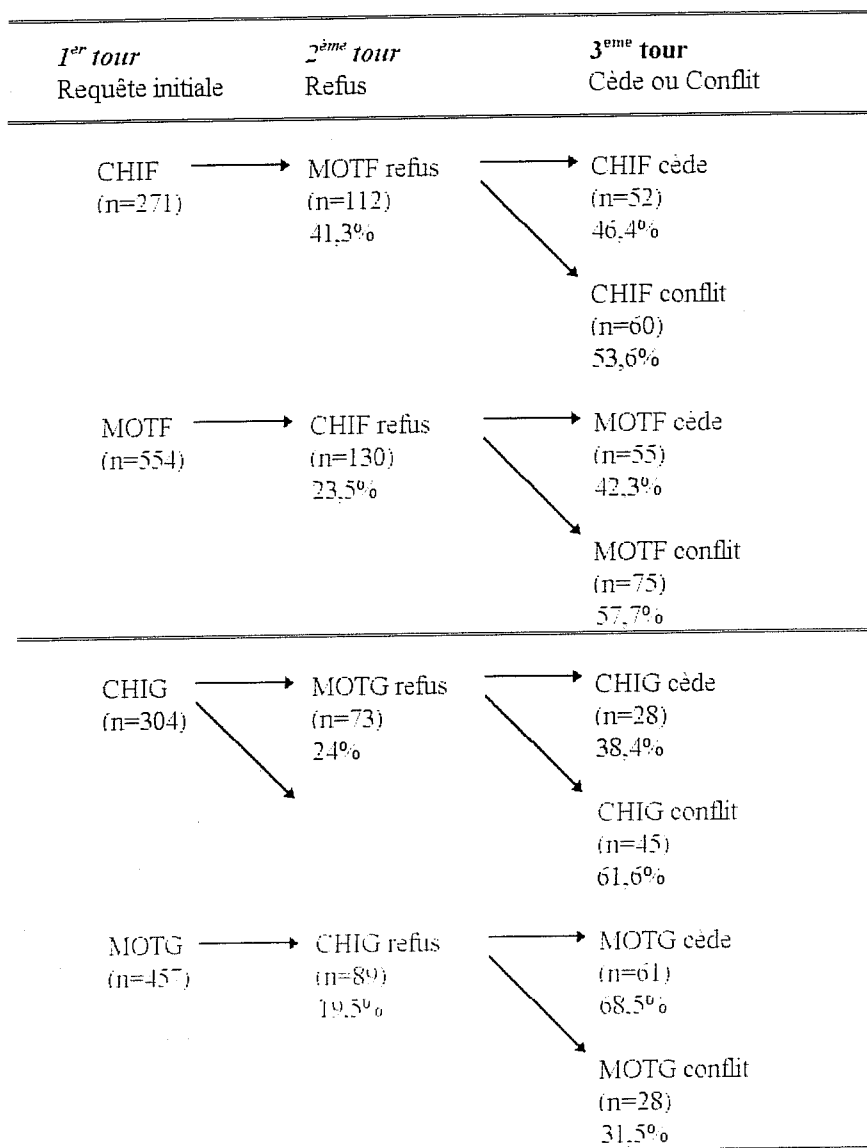 1er tour 2ème tour 3eme tour
Requête initiale Refus Cède ou Conflit
CHIF MOTF refus CHIF cède
(n=271) (n=112) (n=52)
41,3% 46,4%
CHIF conflit
(n=60)
53,6%
MOTF CHIF refus MOTF cède
(n=554) (n=130) (n=55)
23,5% 42,3%
MOTF conflit
(n=75)
57,7%
CHIG MOTG refus CHIG cède
(n=304) (n=73) (n=28)
24% 38,4%
CHIG conflit
(n=45)
61,6%
MOTG CHIG refus MOTG cède
(n=457) (n=89) (n=61)
19,5% 68,5%
MOTG conflit
(n=28)
31,5%